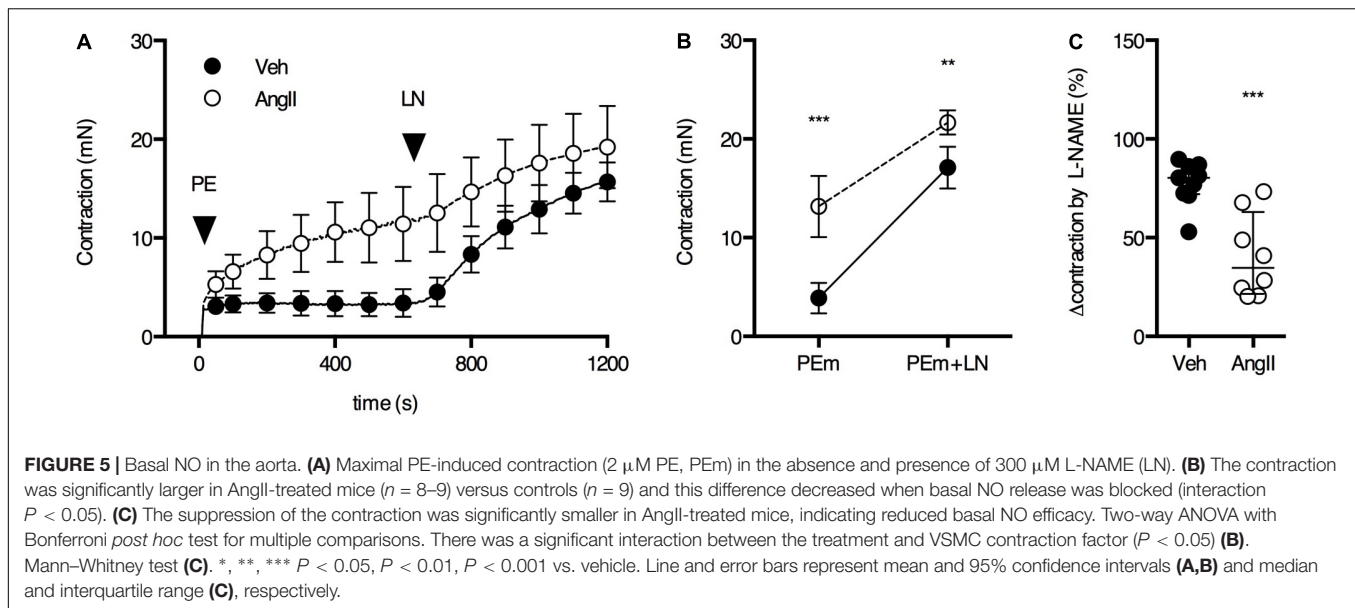 A
B
C
30
20
10
0
Contraction (mN)
Veh
AngII
PE
LN
0
400
800
1200
time (s)
30
20
10
0
Contraction (mN)
***
**
PEm
PEm+LN
150
100
50
0
Δcontraction by L-NAME (%)
***
Veh
AngII
FIGURE 5 | Basal NO in the aorta. (A) Maximal PE-induced contraction (2 μM PE, PEm) in the absence and presence of 300 μM L-NAME (LN). (B) The contraction
was significantly larger in AngII-treated mice (n = 8–9) versus controls (n = 9) and this difference decreased when basal NO release was blocked (interaction
P < 0.05). (C) The suppression of the contraction was significantly smaller in AngII-treated mice, indicating reduced basal NO efficacy. Two-way ANOVA with
Bonferroni post hoc test for multiple comparisons. There was a significant interaction between the treatment and VSMC contraction factor (P < 0.05) (B).
Mann–Whitney test (C). *, **, *** P < 0.05, P < 0.01, P < 0.001 vs. vehicle. Line and error bars represent mean and 95% confidence intervals (A,B) and median
and interquartile range (C), respectively.